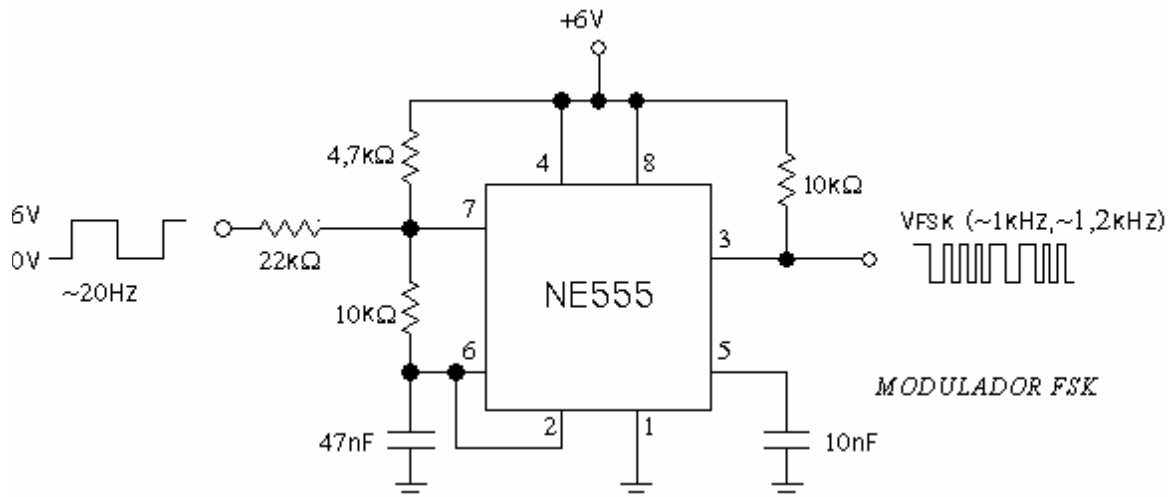 +6V
4,7KΩ
4
8
10KΩ
6V
7
3
VFSK (~1kHz,~1,2kHz)
0V
22KΩ
~20Hz
NE555
10KΩ
6
5
MODULADOR FSK
47nF
2
1
10nF